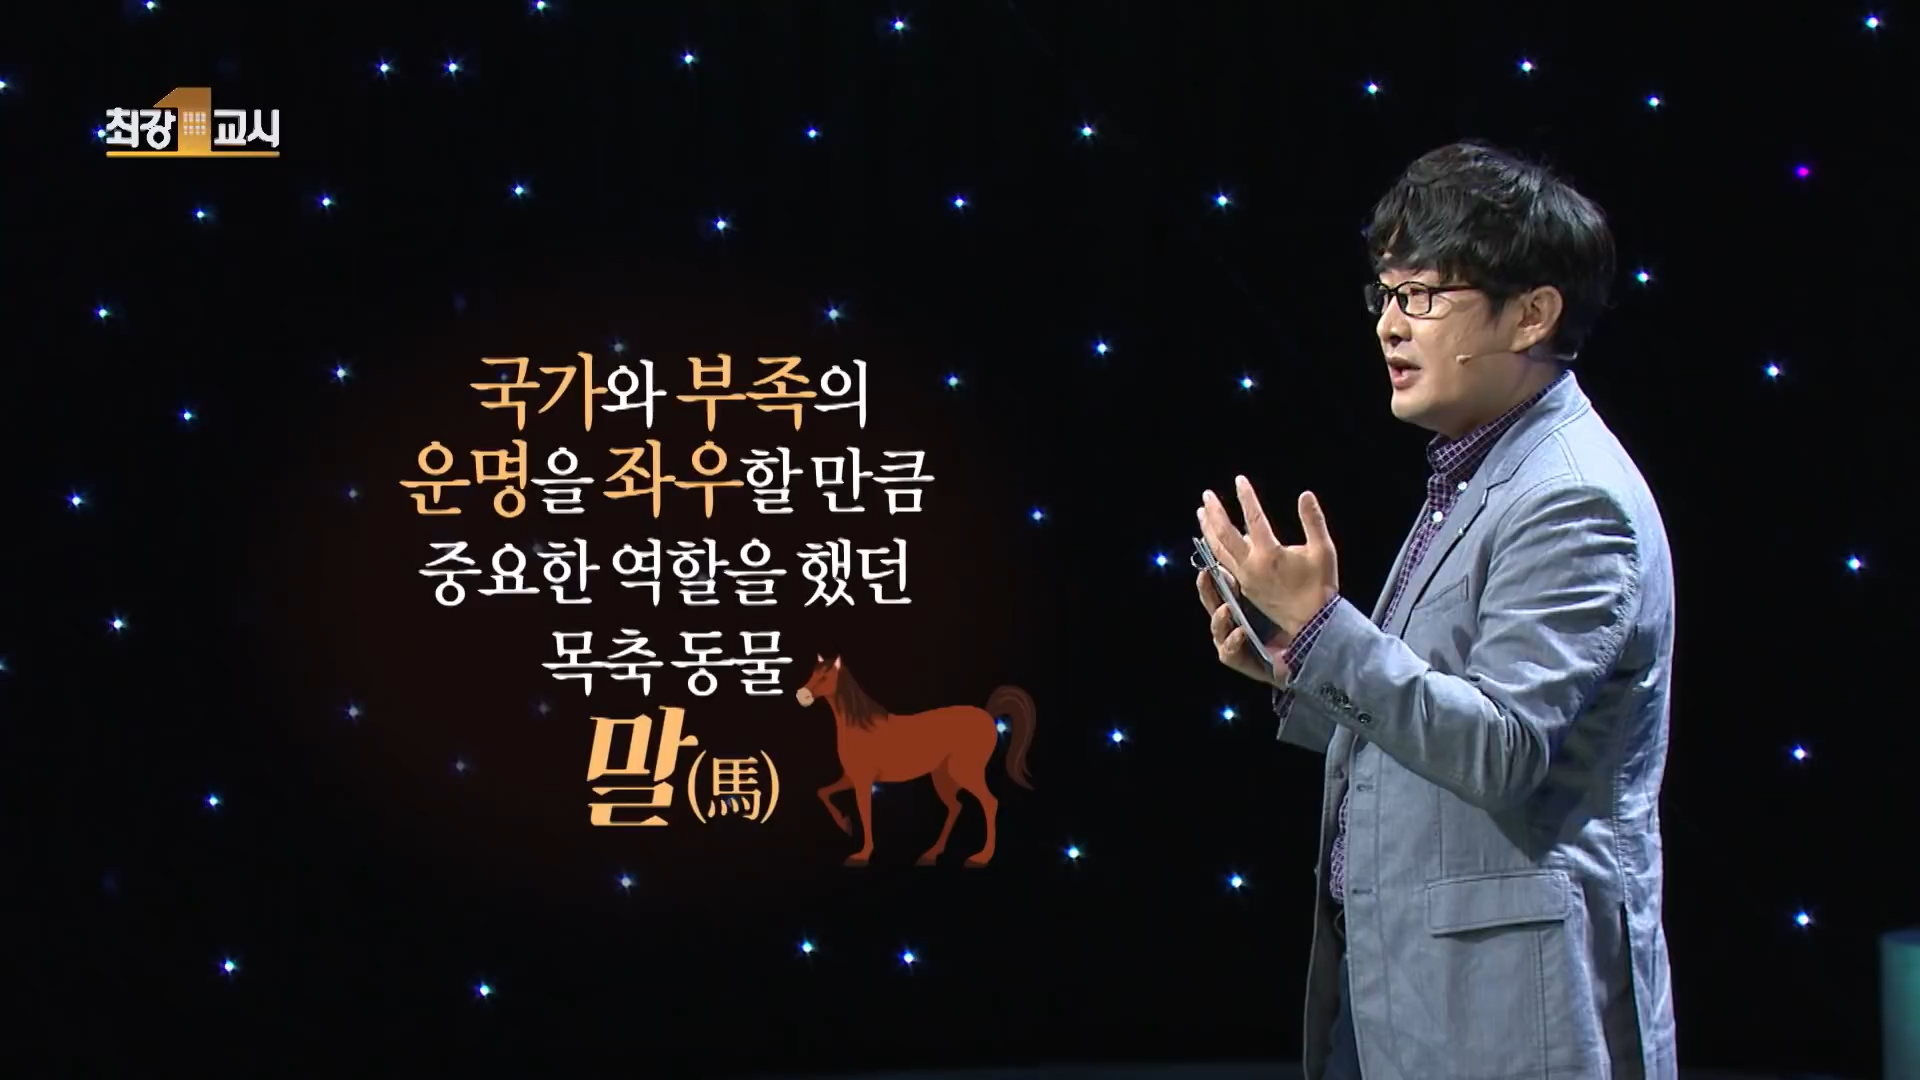 최강1교시
국가와 부족의
운명을 좌우할 만큼
중요한 역할을 했던
목축 동물
말(馬)